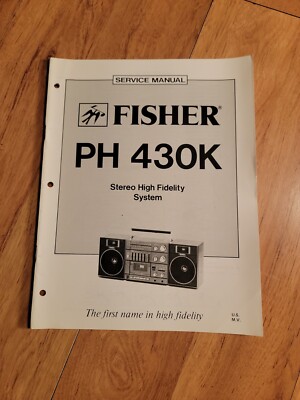 SERVICE MANUAL
FISHER®
PH 430K
Stereo High Fidelity
System
The first name in high fidelity
U.S.
M.V.